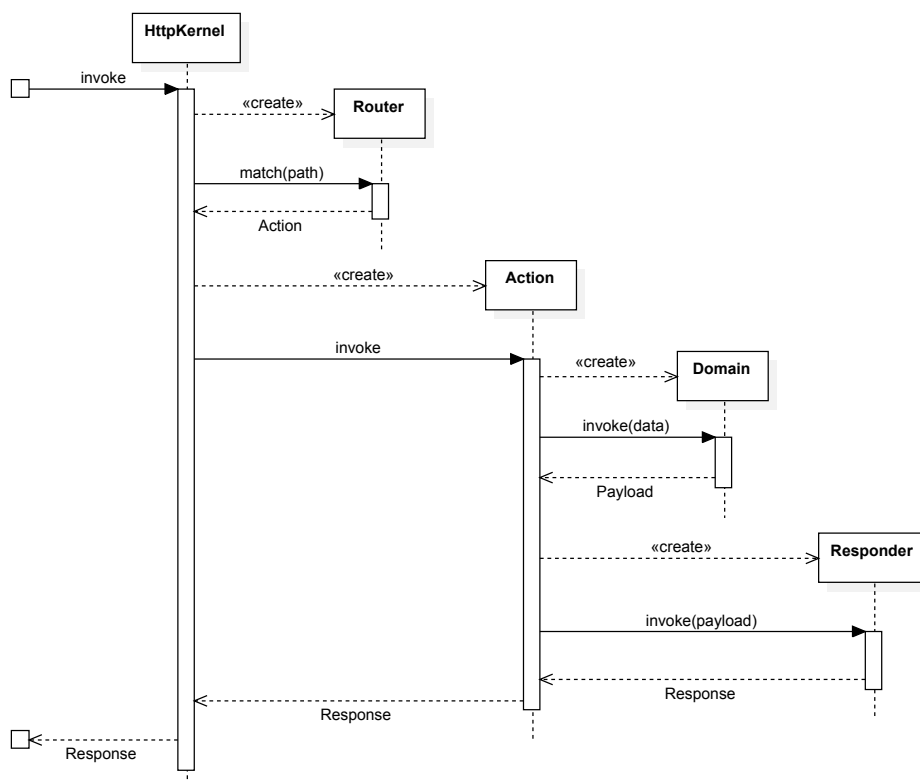 HttpKernel
invoke
«create»
Router
match(path)
Action
«create»
Action
invoke
«create»
Domain
invoke(data)
Payload
«create»
Responder
invoke(payload)
Response
Response
Response